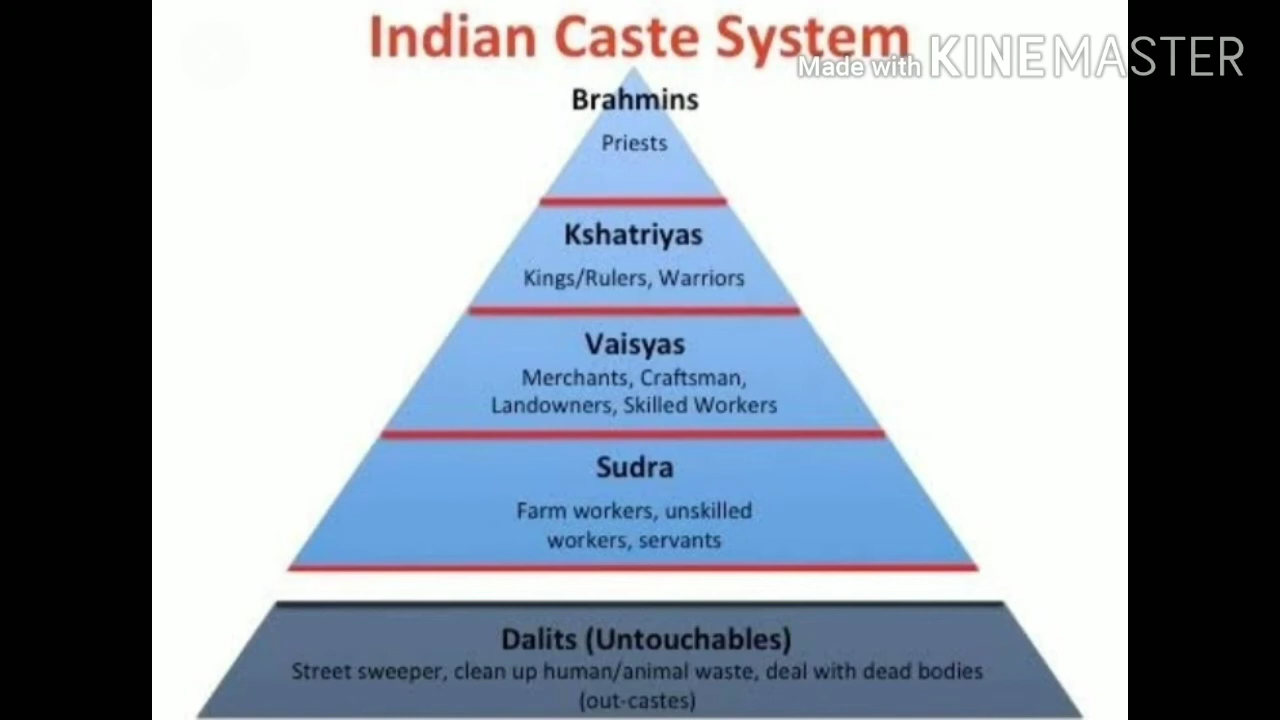 Indian Caste System
Made with KINEMASTER
Brahmins
Priests
Kshatriyas
Kings/Rulers, Warriors
Vaisyas
Merchants, Craftsman,
Landowners, Skilled Workers
Sudra
Farm workers, unskilled
workers, servants
Dalits (Untouchables)
Street sweeper, clean up human/animal waste, deal with dead bodies
(out-castes)